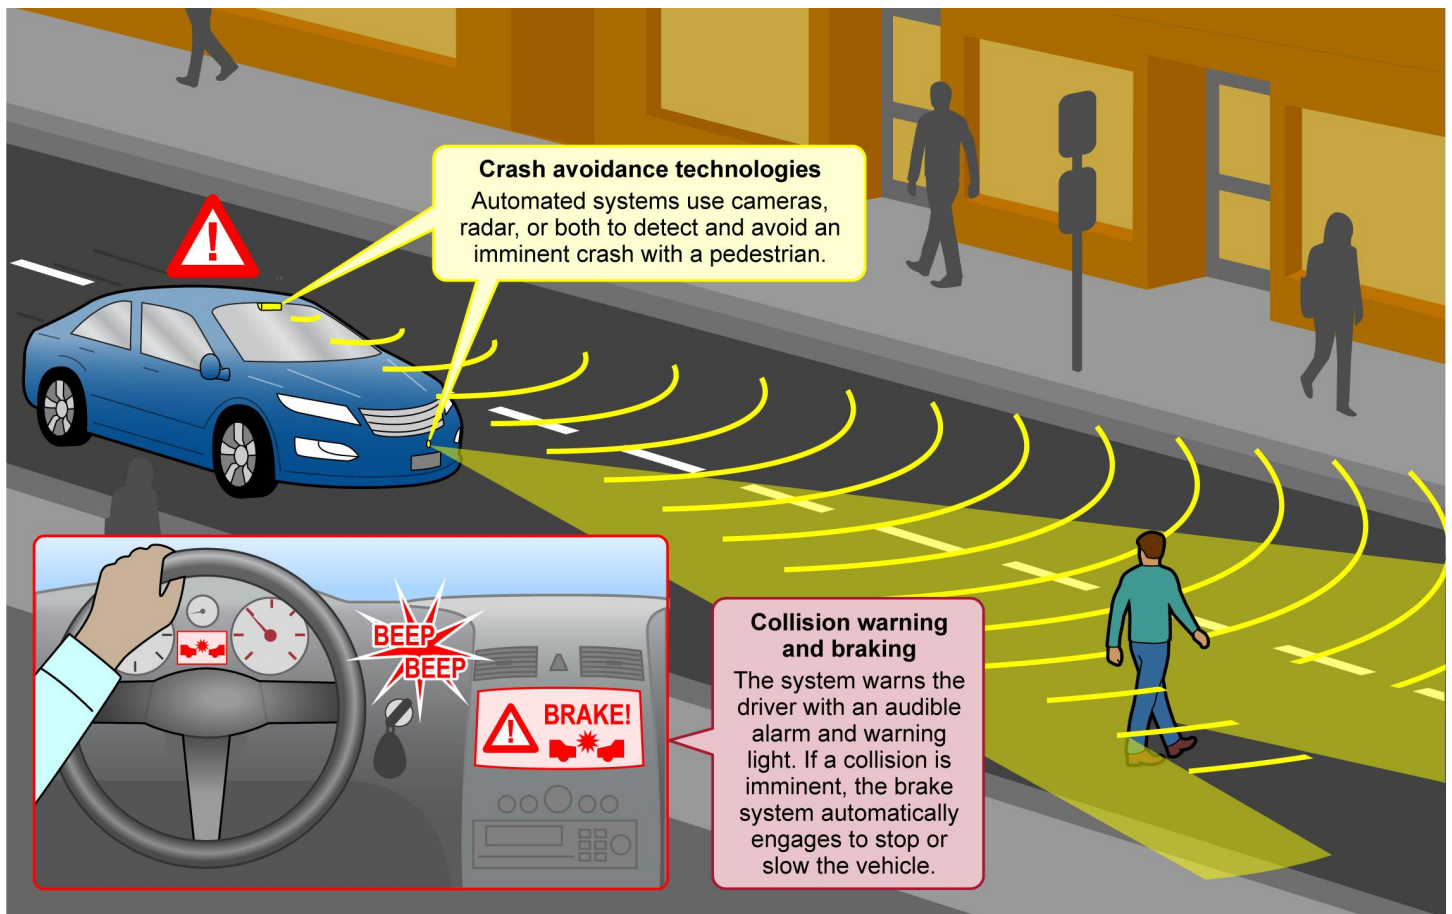 Crash avoidance technologies
Automated systems use cameras,
radar, or both to detect and avoid an
imminent crash with a pedestrian.
!
BEEP
BEEP
! BRAKE!
Collision warning
and braking
The system warns the
driver with an audible
alarm and warning
light. If a collision is
imminent, the brake
system automatically
engages to stop or
slow the vehicle.